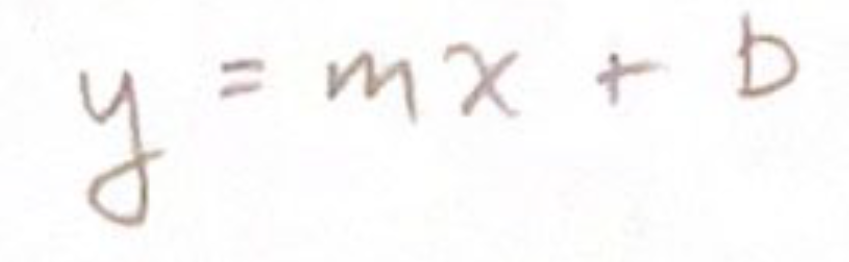 y = mx + b